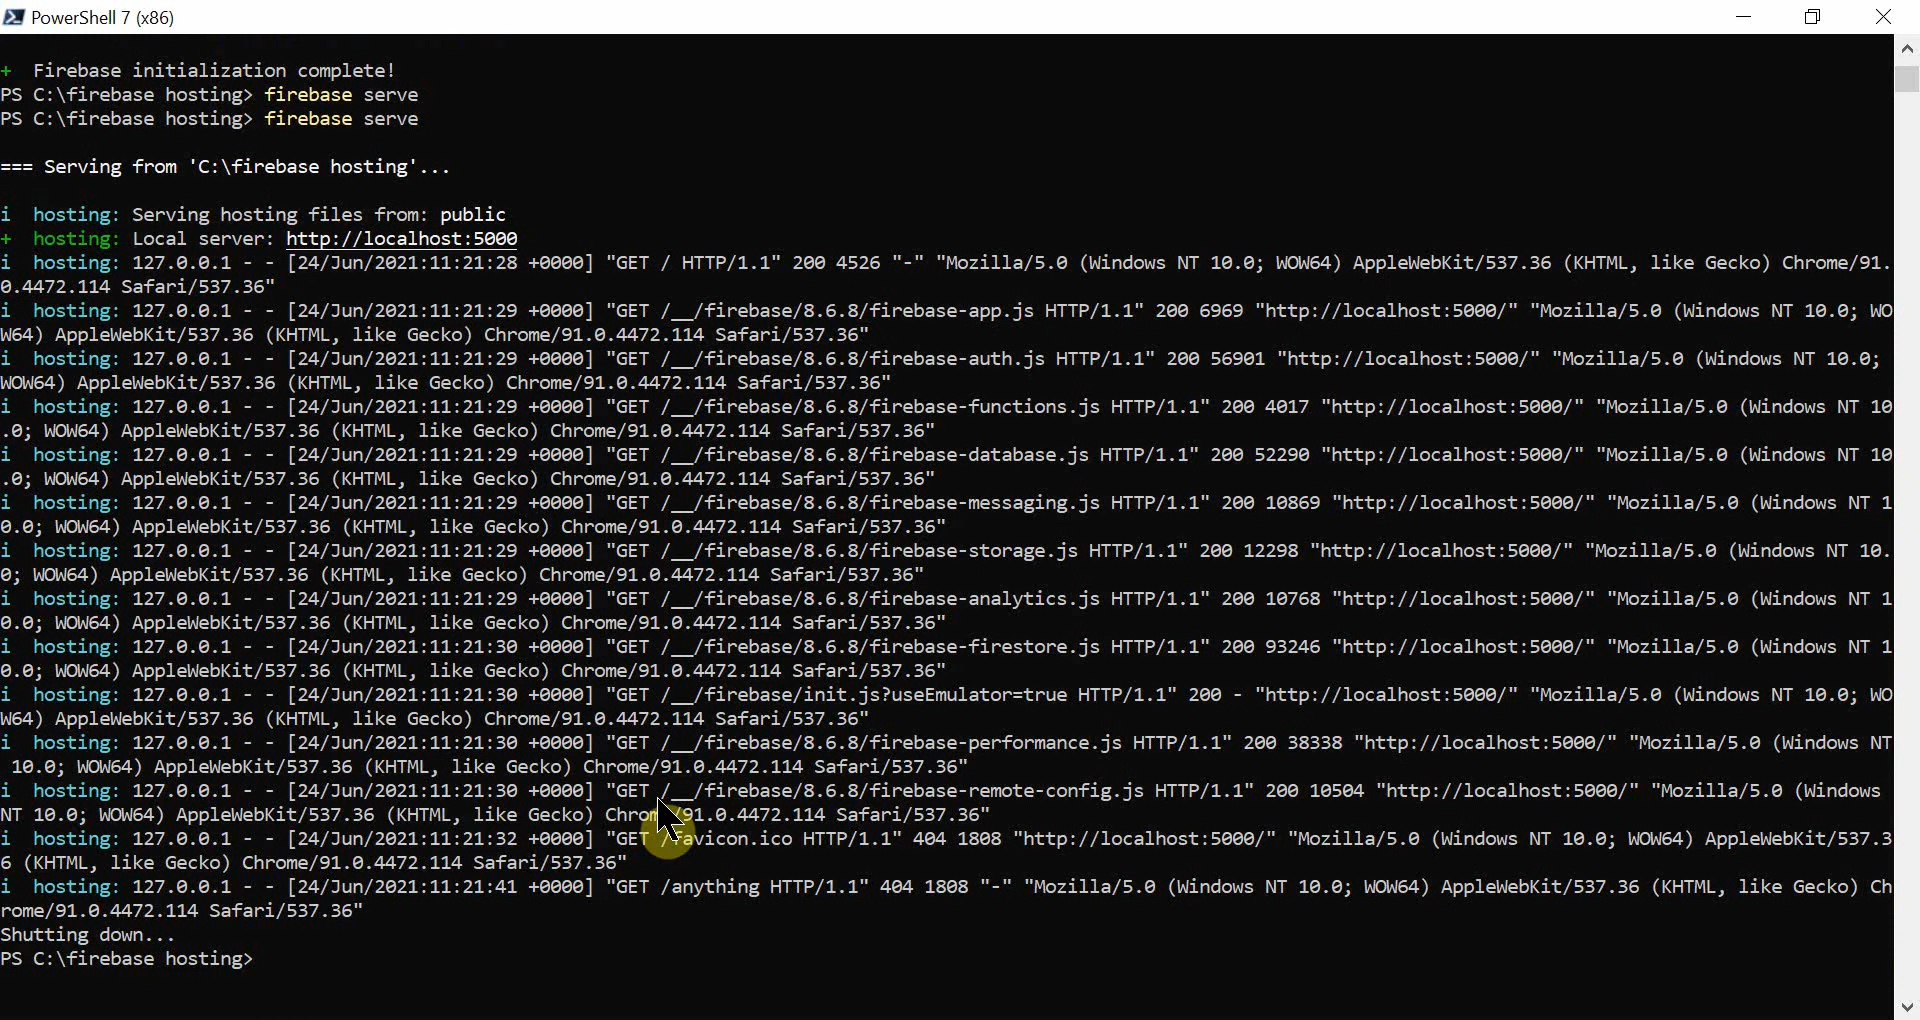 PowerShell 7 (x86)
+  Firebase initialization complete!
PS C:\firebase hosting> firebase serve
PS C:\firebase hosting> firebase serve
=== Serving from 'C:\firebase hosting'...
i  hosting: Serving hosting files from: public
+  hosting: Local server: http://localhost:5000
i  hosting: 127.0.0.1 - - [24/Jun/2021:11:21:28 +0000] "GET / HTTP/1.1" 200 4526 "-" "Mozilla/5.0 (Windows NT 10.0; WOW64) AppleWebKit/537.36 (KHTML, like Gecko) Chrome/91.
0.4472.114 Safari/537.36"
i  hosting: 127.0.0.1 - - [24/Jun/2021:11:21:29 +0000] "GET /__/firebase/8.6.8/firebase-app.js HTTP/1.1" 200 6969 "http://localhost:5000/" "Mozilla/5.0 (Windows NT 10.0; WO
W64) AppleWebKit/537.36 (KHTML, like Gecko) Chrome/91.0.4472.114 Safari/537.36"
i  hosting: 127.0.0.1 - - [24/Jun/2021:11:21:29 +0000] "GET /__/firebase/8.6.8/firebase-auth.js HTTP/1.1" 200 56901 "http://localhost:5000/" "Mozilla/5.0 (Windows NT 10.0;
WOW64) AppleWebKit/537.36 (KHTML, like Gecko) Chrome/91.0.4472.114 Safari/537.36"
i  hosting: 127.0.0.1 - - [24/Jun/2021:11:21:29 +0000] "GET /__/firebase/8.6.8/firebase-functions.js HTTP/1.1" 200 4017 "http://localhost:5000/" "Mozilla/5.0 (Windows NT 10
.0; WOW64) AppleWebKit/537.36 (KHTML, like Gecko) Chrome/91.0.4472.114 Safari/537.36"
i  hosting: 127.0.0.1 - - [24/Jun/2021:11:21:29 +0000] "GET /__/firebase/8.6.8/firebase-database.js HTTP/1.1" 200 52290 "http://localhost:5000/" "Mozilla/5.0 (Windows NT 10
.0; WOW64) AppleWebKit/537.36 (KHTML, like Gecko) Chrome/91.0.4472.114 Safari/537.36"
i  hosting: 127.0.0.1 - - [24/Jun/2021:11:21:29 +0000] "GET /__/firebase/8.6.8/firebase-messaging.js HTTP/1.1" 200 10869 "http://localhost:5000/" "Mozilla/5.0 (Windows NT 1
0.0; WOW64) AppleWebKit/537.36 (KHTML, like Gecko) Chrome/91.0.4472.114 Safari/537.36"
i  hosting: 127.0.0.1 - - [24/Jun/2021:11:21:29 +0000] "GET /__/firebase/8.6.8/firebase-storage.js HTTP/1.1" 200 12298 "http://localhost:5000/" "Mozilla/5.0 (Windows NT 10.
0; WOW64) AppleWebKit/537.36 (KHTML, like Gecko) Chrome/91.0.4472.114 Safari/537.36"
i  hosting: 127.0.0.1 - - [24/Jun/2021:11:21:29 +0000] "GET /__/firebase/8.6.8/firebase-analytics.js HTTP/1.1" 200 10768 "http://localhost:5000/" "Mozilla/5.0 (Windows NT 1
0.0; WOW64) AppleWebKit/537.36 (KHTML, like Gecko) Chrome/91.0.4472.114 Safari/537.36"
i  hosting: 127.0.0.1 - - [24/Jun/2021:11:21:30 +0000] "GET /__/firebase/8.6.8/firebase-firestore.js HTTP/1.1" 200 93246 "http://localhost:5000/" "Mozilla/5.0 (Windows NT 1
0.0; WOW64) AppleWebKit/537.36 (KHTML, like Gecko) Chrome/91.0.4472.114 Safari/537.36"
i  hosting: 127.0.0.1 - - [24/Jun/2021:11:21:30 +0000] "GET /__/firebase/init.js?useEmulator=true HTTP/1.1" 200 - "http://localhost:5000/" "Mozilla/5.0 (Windows NT 10.0; WO
W64) AppleWebKit/537.36 (KHTML, like Gecko) Chrome/91.0.4472.114 Safari/537.36"
i  hosting: 127.0.0.1 - - [24/Jun/2021:11:21:30 +0000] "GET /__/firebase/8.6.8/firebase-performance.js HTTP/1.1" 200 38338 "http://localhost:5000/" "Mozilla/5.0 (Windows NT
 10.0; WOW64) AppleWebKit/537.36 (KHTML, like Gecko) Chrome/91.0.4472.114 Safari/537.36"
i  hosting: 127.0.0.1 - - [24/Jun/2021:11:21:30 +0000] "GET /__/firebase/8.6.8/firebase-remote-config.js HTTP/1.1" 200 10504 "http://localhost:5000/" "Mozilla/5.0 (Windows
NT 10.0; WOW64) AppleWebKit/537.36 (KHTML, like Gecko) Chrome/91.0.4472.114 Safari/537.36"
i  hosting: 127.0.0.1 - - [24/Jun/2021:11:21:32 +0000] "GET /favicon.ico HTTP/1.1" 404 1808 "http://localhost:5000/" "Mozilla/5.0 (Windows NT 10.0; WOW64) AppleWebKit/537.3
6 (KHTML, like Gecko) Chrome/91.0.4472.114 Safari/537.36"
i  hosting: 127.0.0.1 - - [24/Jun/2021:11:21:41 +0000] "GET /anything HTTP/1.1" 404 1808 "-" "Mozilla/5.0 (Windows NT 10.0; WOW64) AppleWebKit/537.36 (KHTML, like Gecko) Ch
rome/91.0.4472.114 Safari/537.36"
Shutting down...
PS C:\firebase hosting>